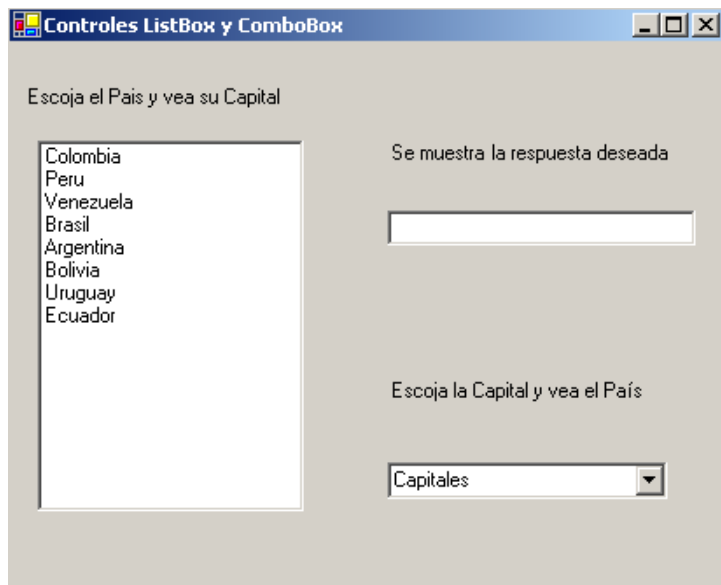 Controles ListBox y ComboBox
Escoja el Pais y vea su Capital
Colombia
Peru
Venezuela
Brasil
Argentina
Bolivia
Uruguay
Ecuador
Se muestra la respuesta deseada
Escoja la Capital y vea el País
Capitales